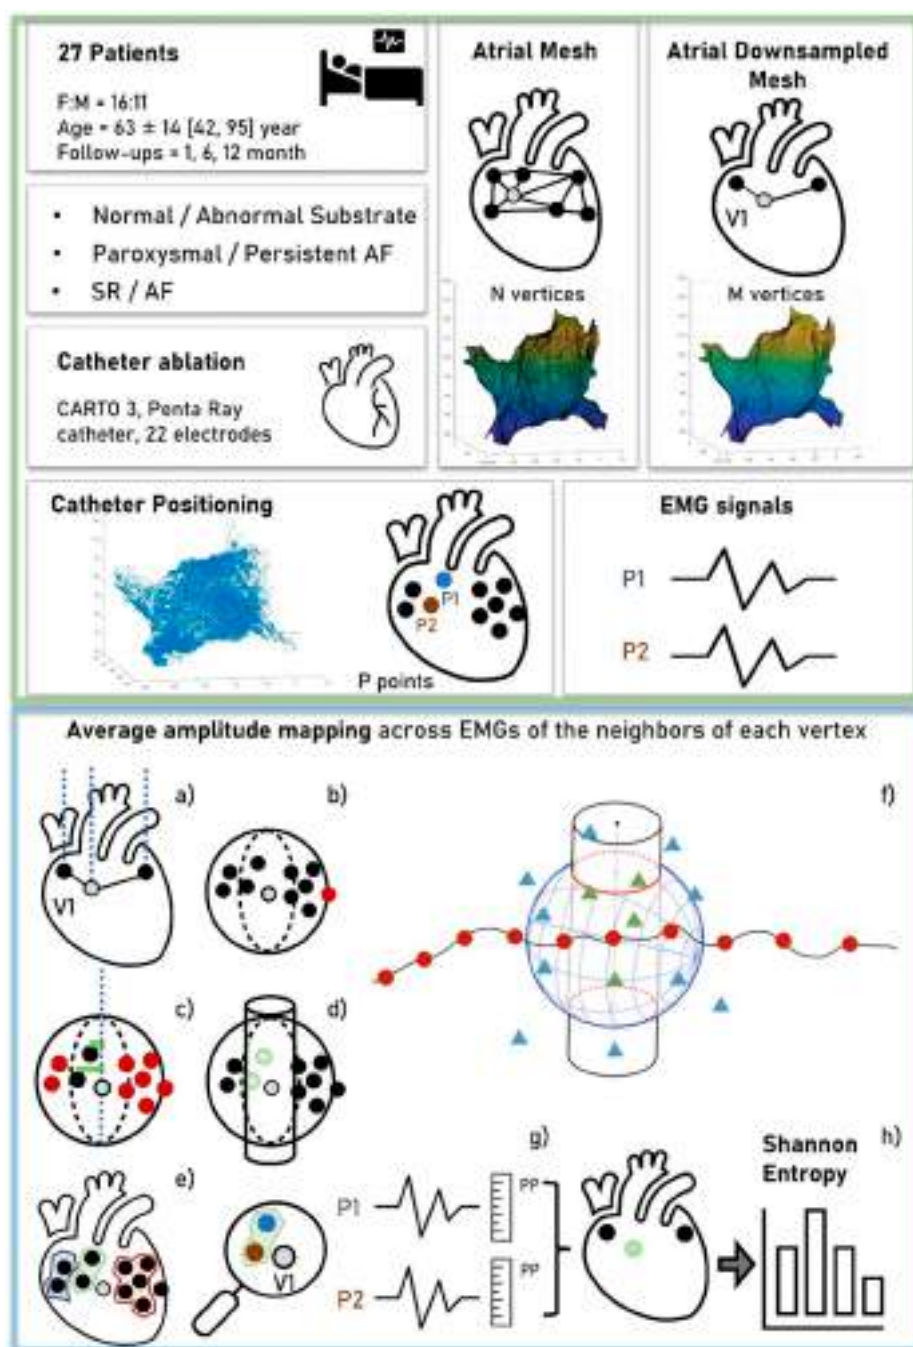 27 Patients
F:M = 16:11
Age = 63 ± 14 [42, 95] year
Follow-ups = 1, 6, 12 month
• Normal / Abnormal Substrate
• Paroxysmal / Persistent AF
• SR / AF
Catheter ablation
CARTO 3, Penta Ray
catheter, 22 electrodes
Atrial Mesh
N vertices
Atrial Downsampled
Mesh
V1
M vertices
Catheter Positioning
P1
P2
P points
EMG signals
P1
P2
Average amplitude mapping across EMGs of the neighbors of each vertex
a)
V1
b)
c)
d)
e)
V1
f)
g)
P1
PP
P2
PP
h)
Shannon
Entropy